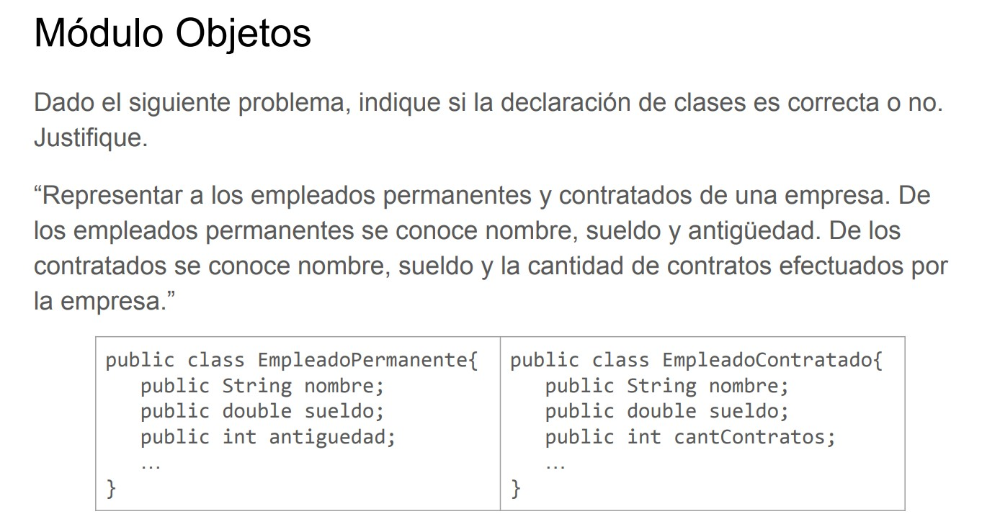 Módulo Objetos
Dado el siguiente problema, indique si la declaración de clases es correcta o no.
Justifique.
“Representar a los empleados permanentes y contratados de una empresa. De
los empleados permanentes se conoce nombre, sueldo y antigüedad. De los
contratados se conoce nombre, sueldo y la cantidad de contratos efectuados por
la empresa.”
public class EmpleadoPermanente{
public String nombre;
public double sueldo;
public int antiguedad;
...
}
public class EmpleadoContratado{
public String nombre;
public double sueldo;
public int cantContratos;
...
}